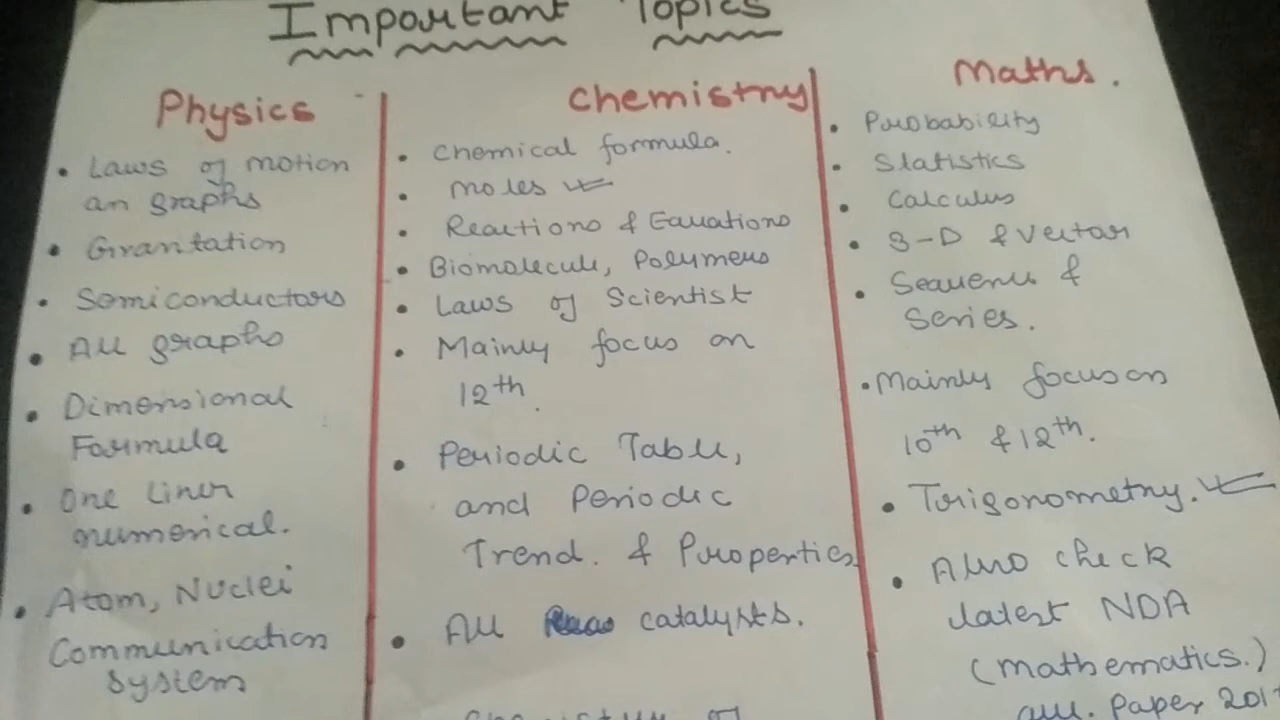 Important Topics
Physics
• Laws of motion
an graphs
• Gravitation
• Semiconductors
• All graphs
• Dimensional
Formula
• One Liner
numerical.
• Atom, Nuclei
Communication
System
Chemistry
• Chemical formula.
• moles
• Reactions & Equations
• Biomolecule, Polymers
• Laws of Scientist
• Mainly focus on
12th.
• Periodic Table,
and Periodic
Trend. & Properties
• All catalysts.
Maths.
• Probability
• Statistics
• Calculus
• 3-D & Vector
• Sequence &
Series.
• Mainly focus on
10th & 12th.
• Trigonometry.
• Also check
latest NDA
(mathematics.)
Paper